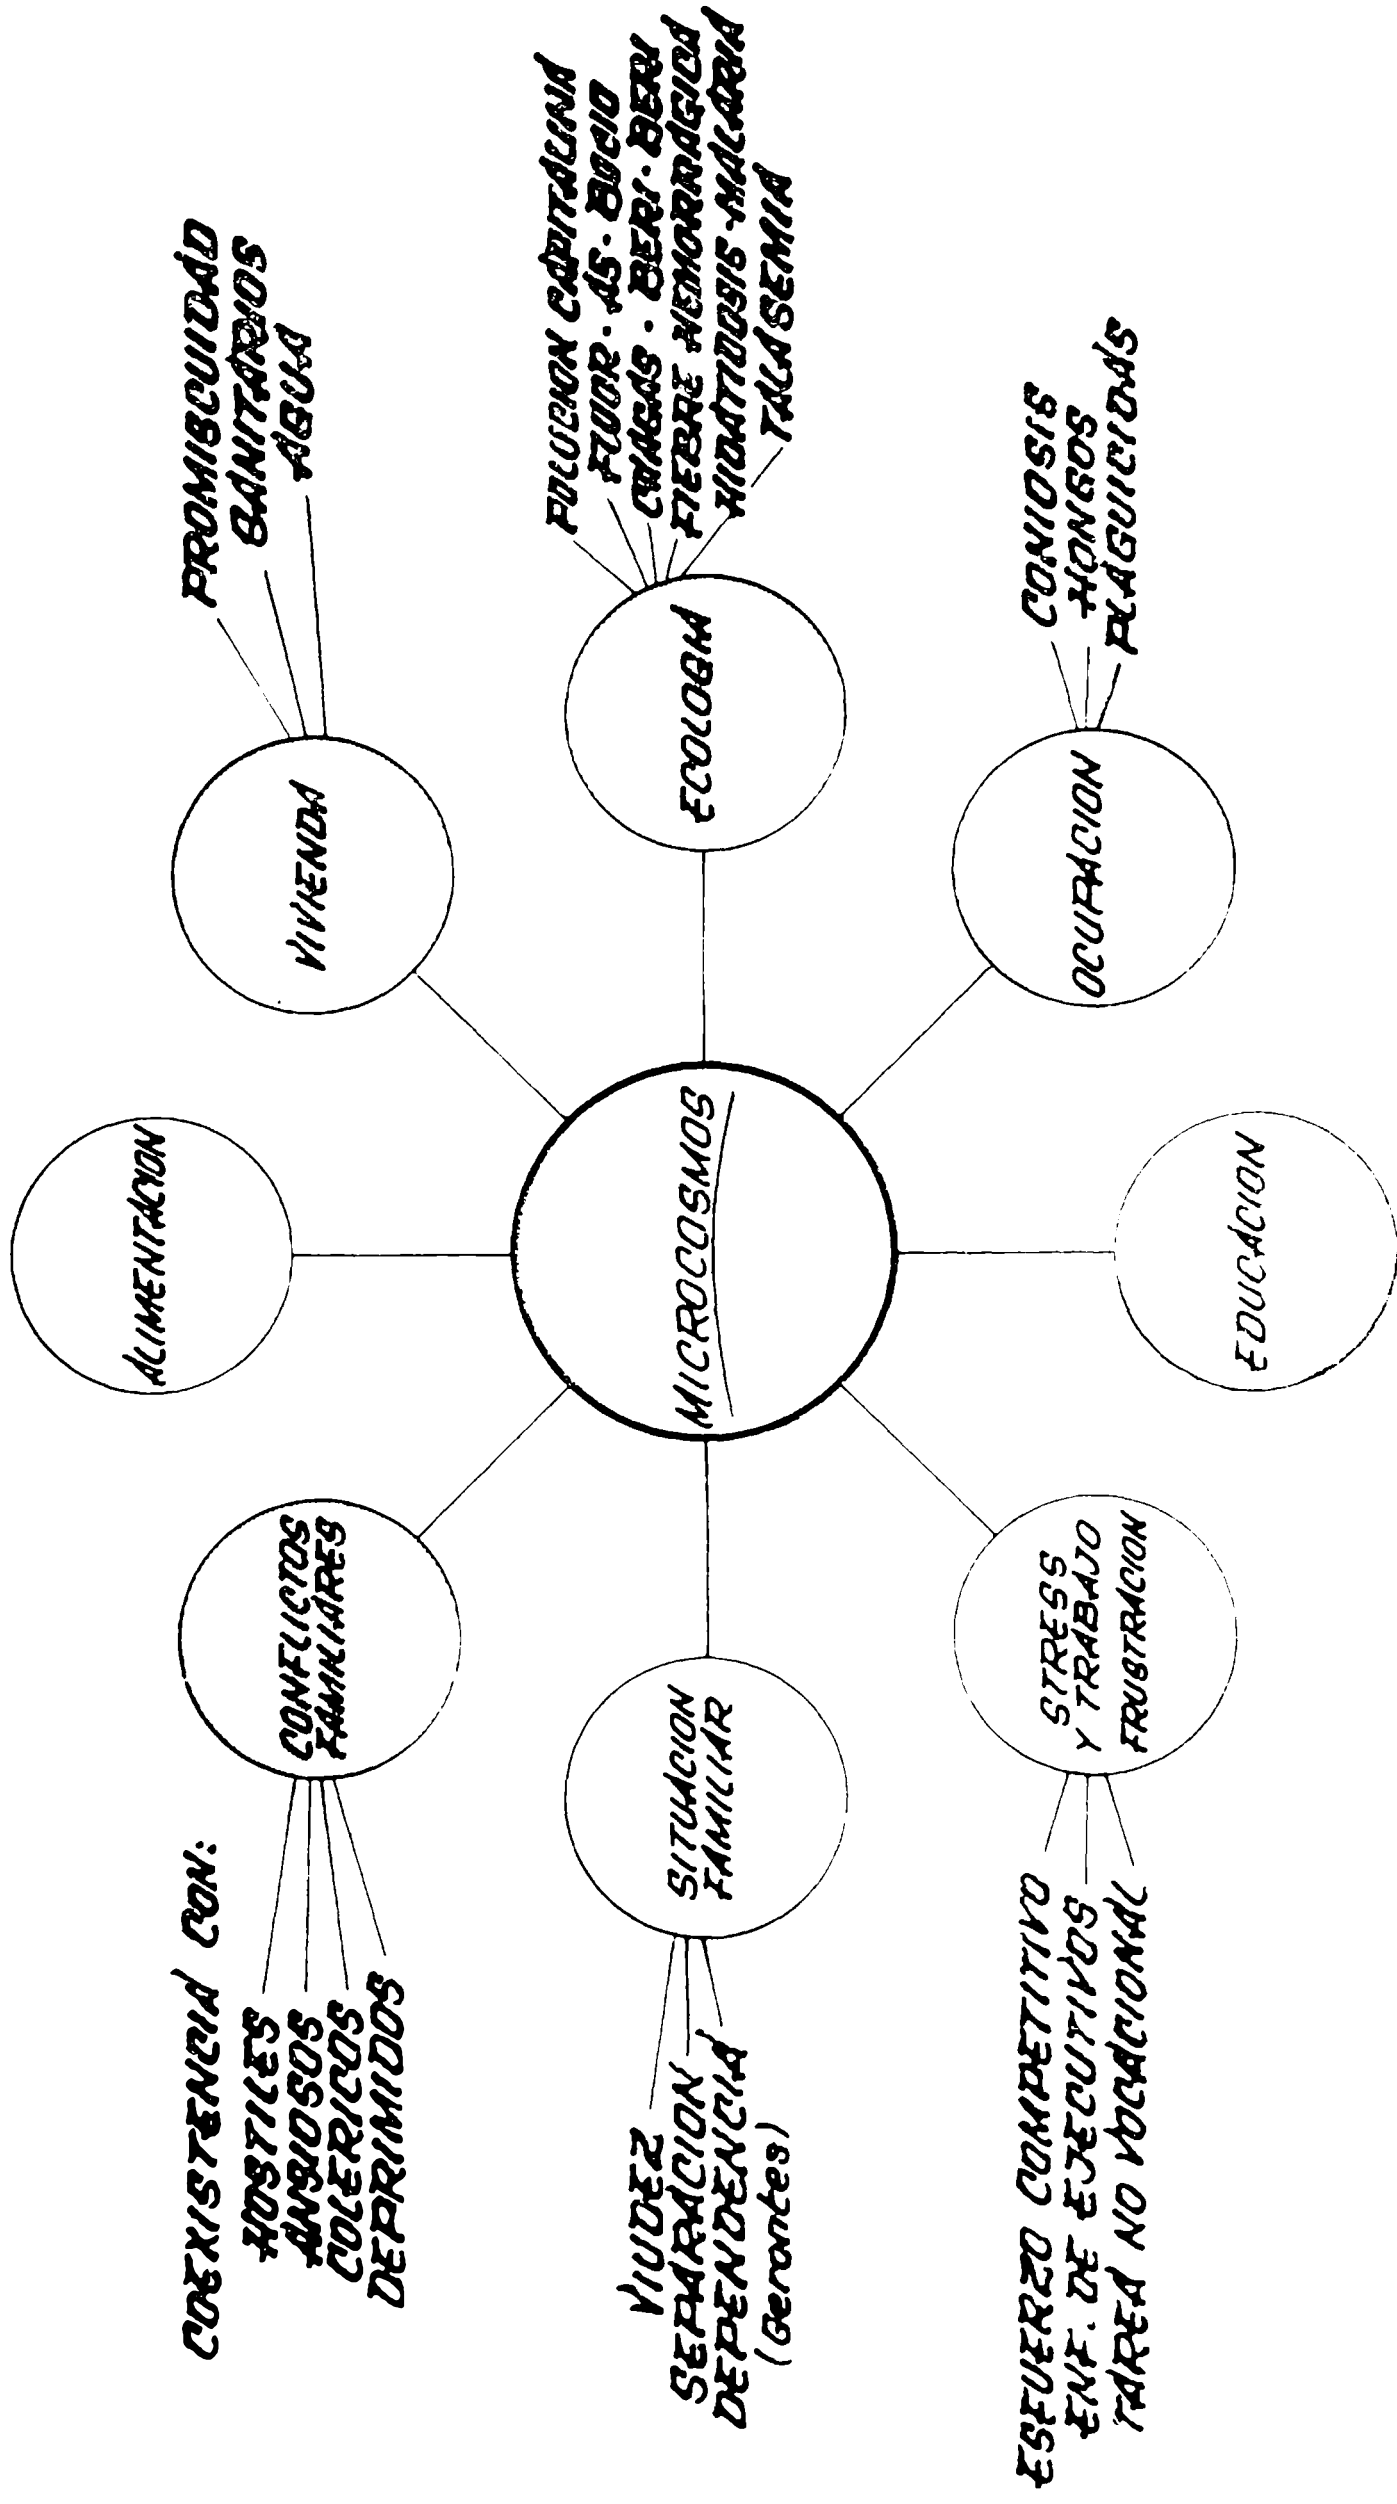 COEXISTENCIA CON:
HOSTILES
ANSIOSOS
COLERICOS
DEPRIMIDOS
CONFLICTOS
FAMILIARES
ALIMENTACION
VIVIENDA
PROMISCUIDAD
SANITARIOS
AGUA
VIUDEZ
SEPARACION
DEPENDENCIA
(Gerontes)
SITUACION
FAMILIAR
MICROCOSMOS
ECOLOGIA
POLUCION CAPITALINA
FLUOR. AS. BOCIO
CHAGAS. BERI. BERI
FIEBRE HEMORRAGICA
HIDATIDOSIS-MALARIA
TALASEMIA
ESFUERZO COMPETITIVO
ENF. DE EJECUTIVOS
TAREA NO VOCACIONAL
STRESS
Y TRABAJO
FRUSTRACION
EDUCACION
OCUPACION
CONIOSIS
HONGOS
PLAGUICIDAS